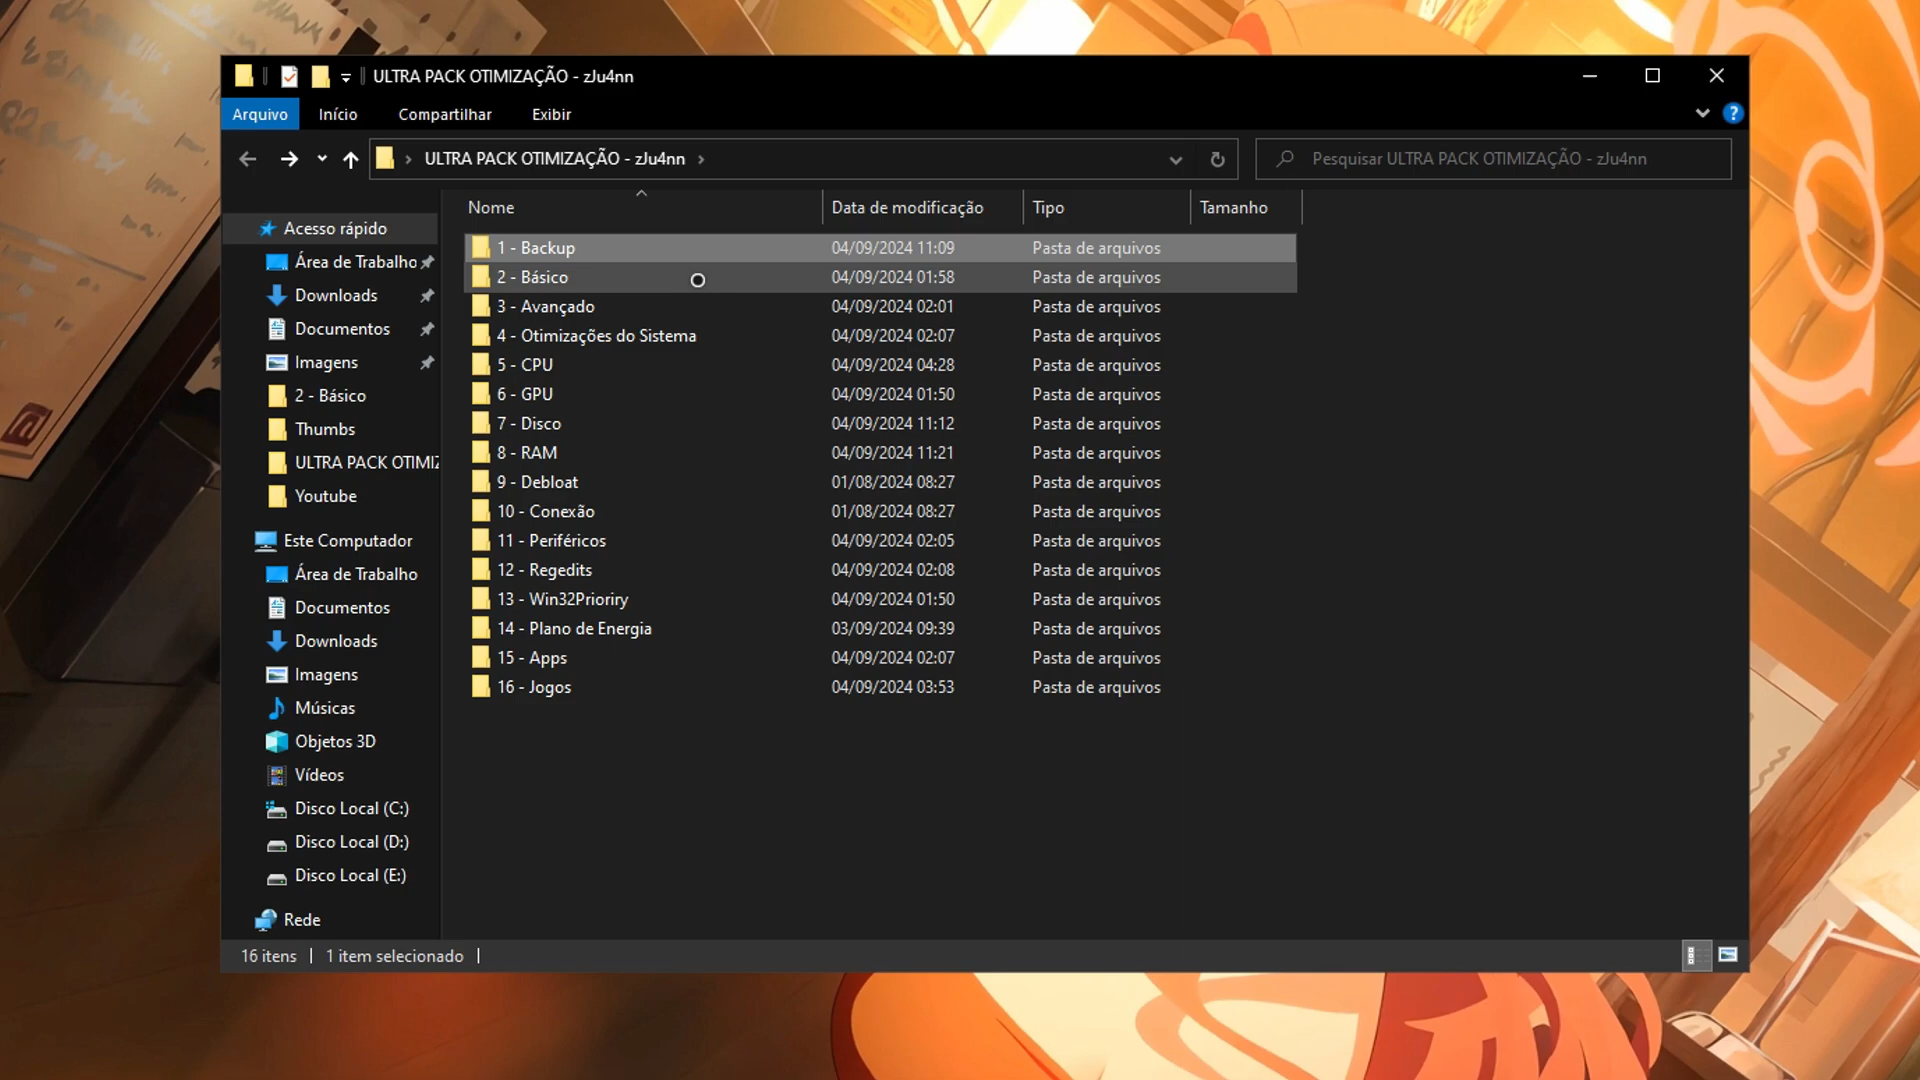 ULTRA PACK OTIMIZAÇÃO - zJu4nn
Arquivo Início Compartilhar Exibir
ULTRA PACK OTIMIZAÇÃO - zJu4nn
Pesquisar ULTRA PACK OTIMIZAÇÃO - zJu4nn
Nome Data de modificação Tipo Tamanho
1 - Backup 04/09/2024 11:09 Pasta de arquivos
2 - Básico 04/09/2024 01:58 Pasta de arquivos
3 - Avançado 04/09/2024 02:01 Pasta de arquivos
4 - Otimizações do Sistema 04/09/2024 02:07 Pasta de arquivos
5 - CPU 04/09/2024 04:28 Pasta de arquivos
6 - GPU 04/09/2024 01:50 Pasta de arquivos
7 - Disco 04/09/2024 11:12 Pasta de arquivos
8 - RAM 04/09/2024 11:21 Pasta de arquivos
9 - Debloat 01/08/2024 08:27 Pasta de arquivos
10 - Conexão 01/08/2024 08:27 Pasta de arquivos
11 - Periféricos 04/09/2024 02:05 Pasta de arquivos
12 - Regedits 04/09/2024 02:08 Pasta de arquivos
13 - Win32Prioriry 04/09/2024 01:50 Pasta de arquivos
14 - Plano de Energia 03/09/2024 09:39 Pasta de arquivos
15 - Apps 04/09/2024 02:07 Pasta de arquivos
16 - Jogos 04/09/2024 03:53 Pasta de arquivos
Acesso rápido
Área de Trabalho
Downloads
Documentos
Imagens
2 - Básico
Thumbs
ULTRA PACK OTIMIZ
Youtube
Este Computador
Área de Trabalho
Documentos
Downloads
Imagens
Músicas
Objetos 3D
Vídeos
Disco Local (C:)
Disco Local (D:)
Disco Local (E:)
Rede
16 itens 1 item selecionado